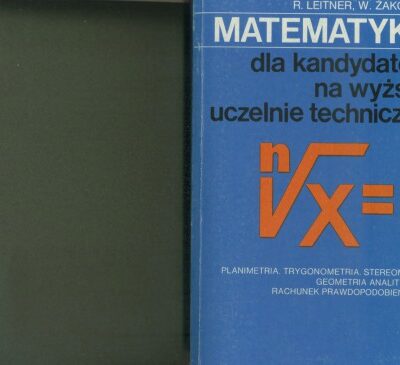 R. LEITNER, W. ŻAKO
MATEMATYK
dla kandydató
na wyżs
uczelnie technicz
n√x=
PLANIMETRIA, TRYGONOMETRIA, STEREOM
GEOMETRIA ANALIT
RACHUNEK PRAWDOPODOBIEŃ